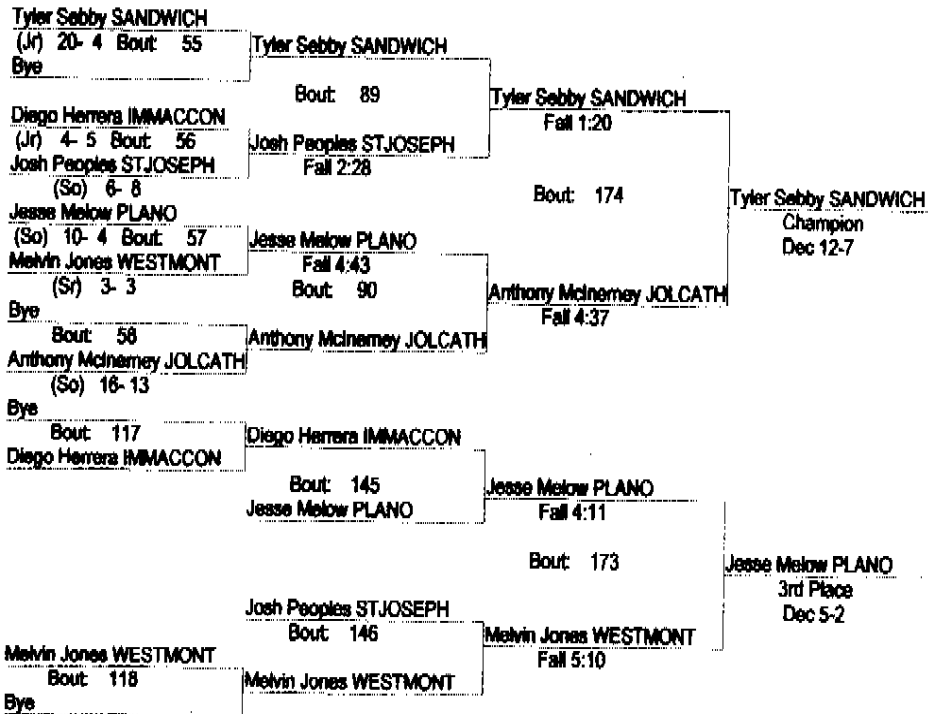 Tyler Sebby SANDWICH
(Jr) 20- 4 Bout: 55
Bye
Tyler Sebby SANDWICH
Bout: 89
Diego Herrera IMMACCON
(Jr) 4- 5 Bout: 56
Josh Peoples STJOSEPH
(So) 6- 8
Josh Peoples STJOSEPH
Fall 2:28
Tyler Sebby SANDWICH
Fall 1:20
Bout: 174
Jesse Melow PLANO
(So) 10- 4 Bout: 57
Melvin Jones WESTMONT
(Sr) 3- 3
Jesse Melow PLANO
Fall 4:43
Bout: 90
Bye
Bout: 58
Anthony McInerney JOLCATH
(So) 16- 13
Anthony McInerney JOLCATH
Anthony McInerney JOLCATH
Fall 4:37
Tyler Sebby SANDWICH
Champion
Dec 12-7
Bye
Bout: 117
Diego Herrera IMMACCON
Diego Herrera IMMACCON
Bout: 145
Jesse Melow PLANO
Jesse Melow PLANO
Fall 4:11
Bout: 173
Josh Peoples STJOSEPH
Bout: 146
Melvin Jones WESTMONT
Bout: 118
Bye
Melvin Jones WESTMONT
Melvin Jones WESTMONT
Fall 5:10
Jesse Melow PLANO
3rd Place
Dec 5-2